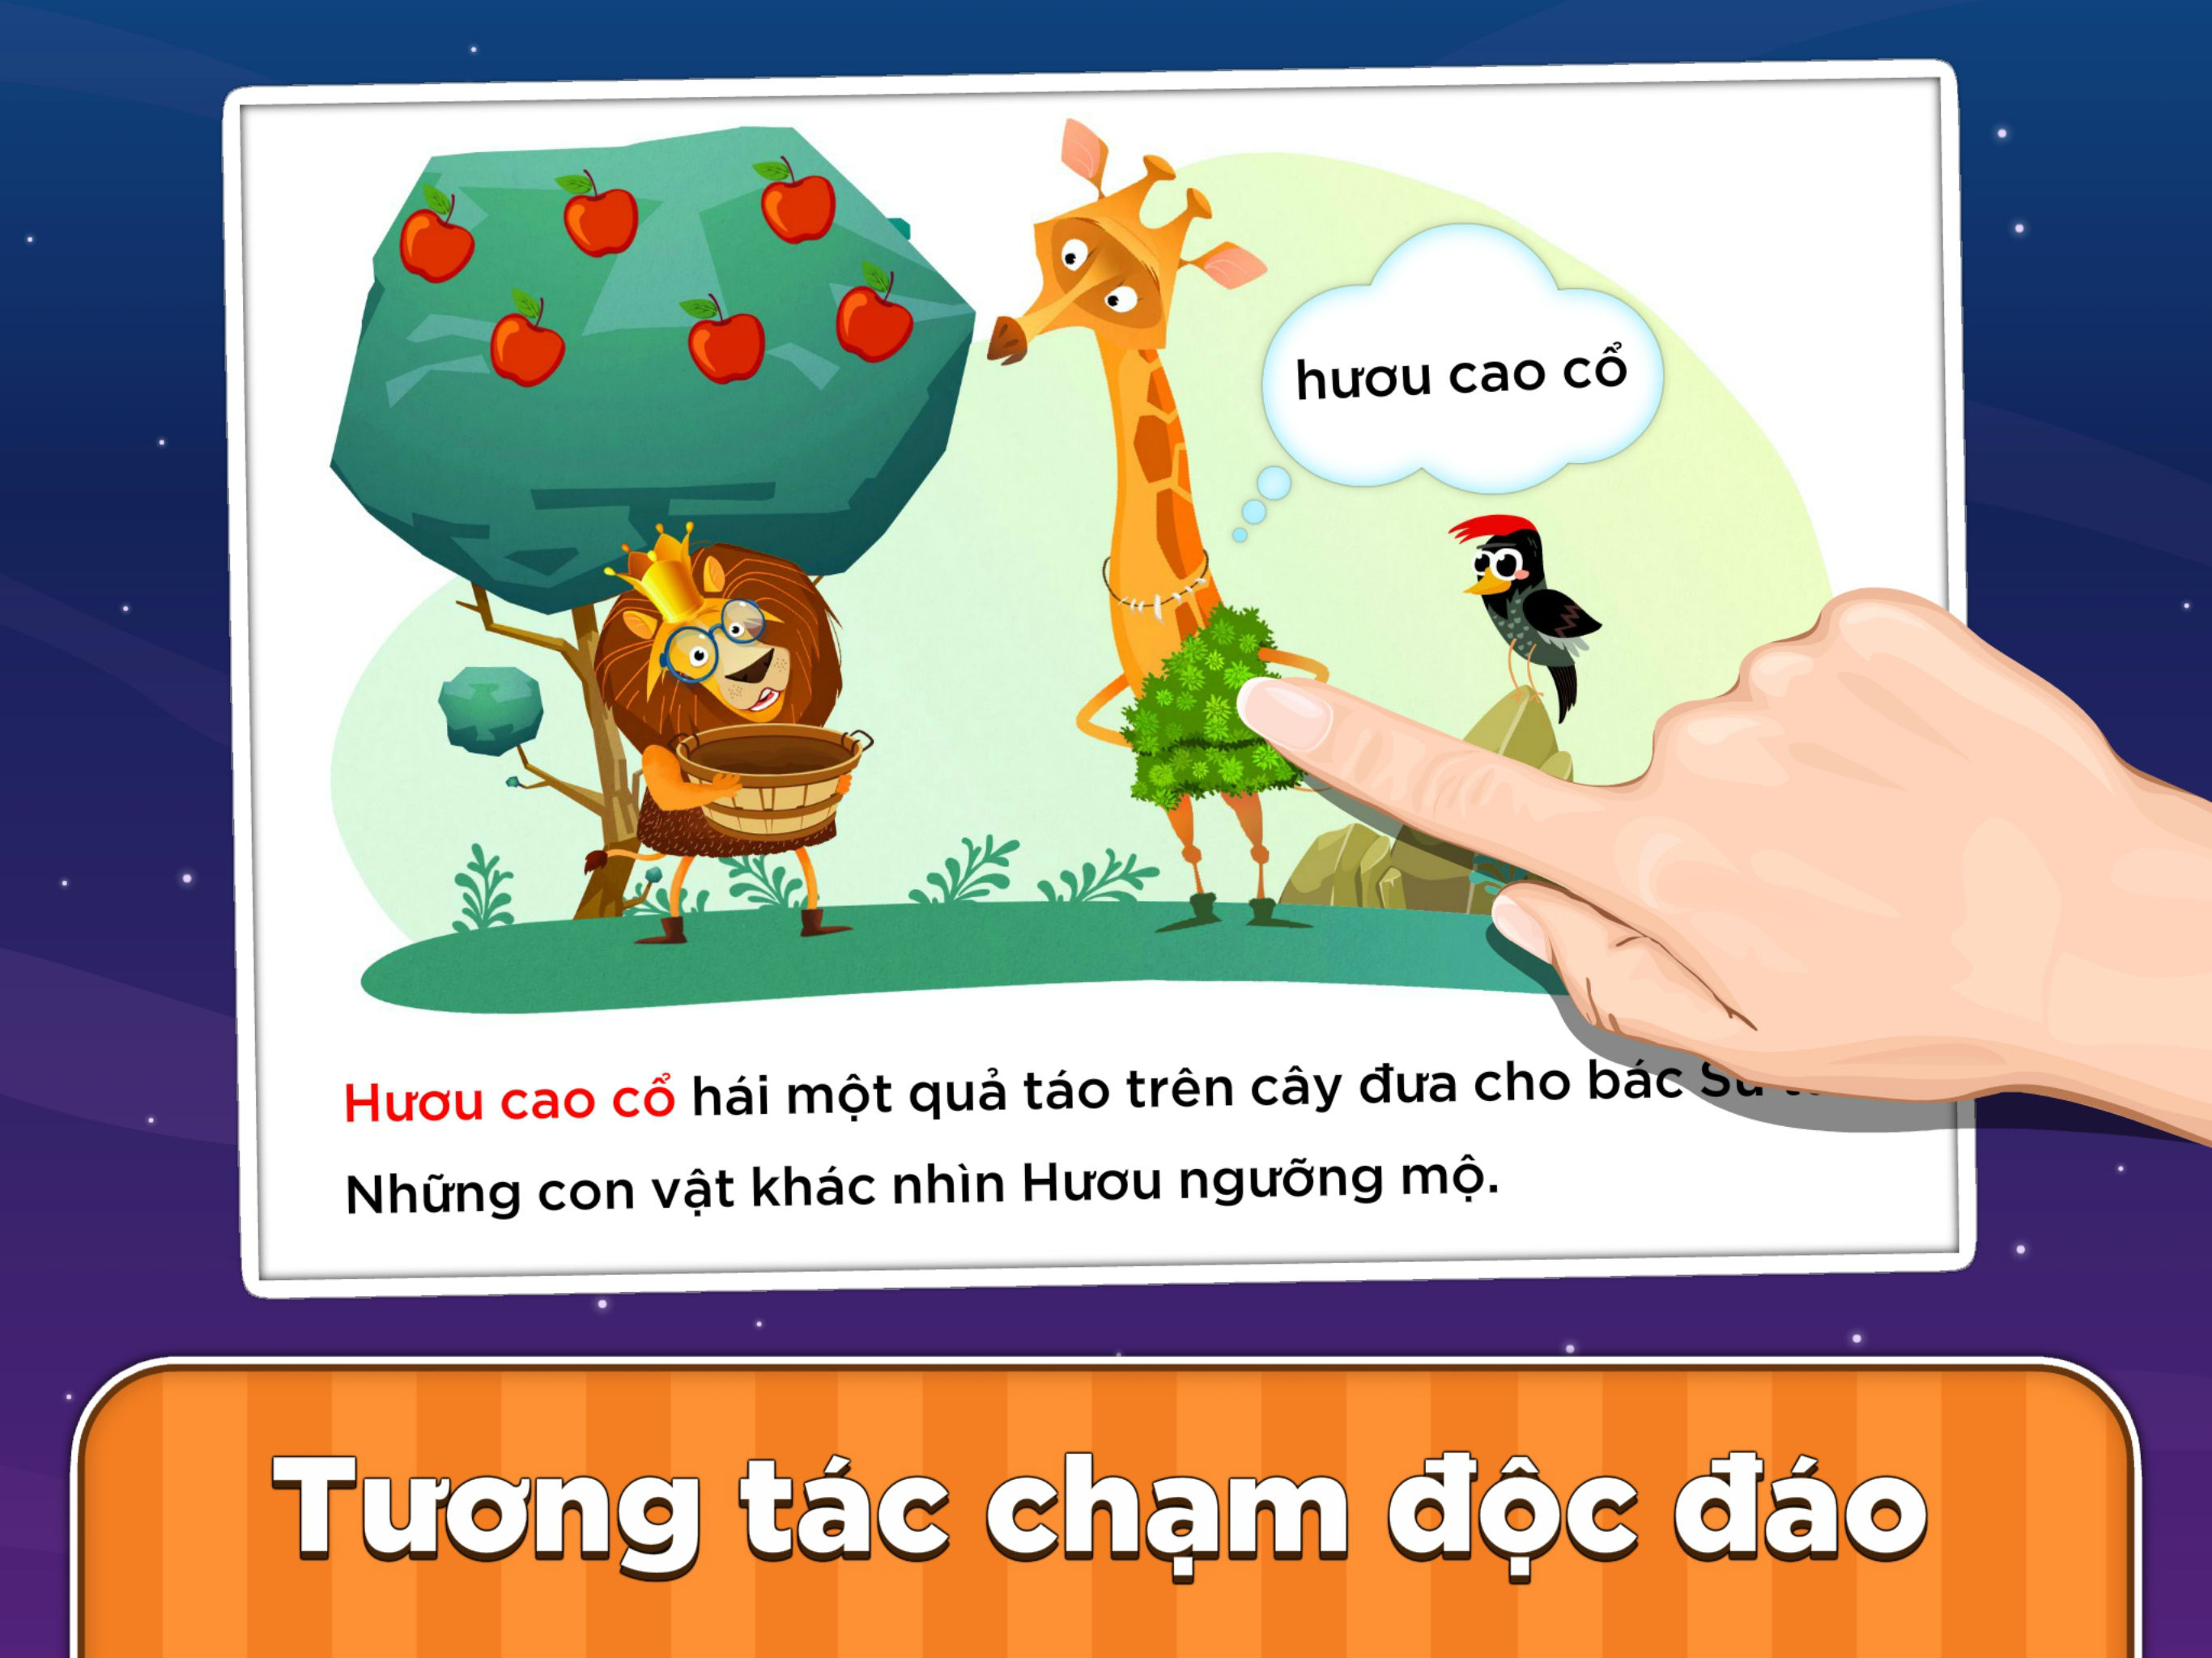 hươu cao cổ
Hươu cao cổ hái một quả táo trên cây đưa cho bác Sư
Những con vật khác nhìn Hươu ngưỡng mộ.
Tương tác chạm độc đáo